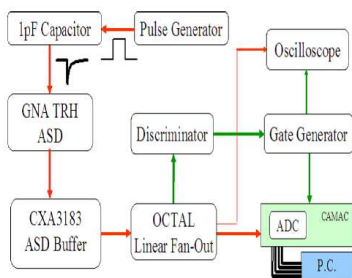 1pF Capacitor
Pulse Generator
Oscilloscope
GNA TRH
ASD
Discriminator
Gate Generator
CXA3183
ASD Buffer
OCTAL
Linear Fan-Out
CAMAC
ADC
P.C.